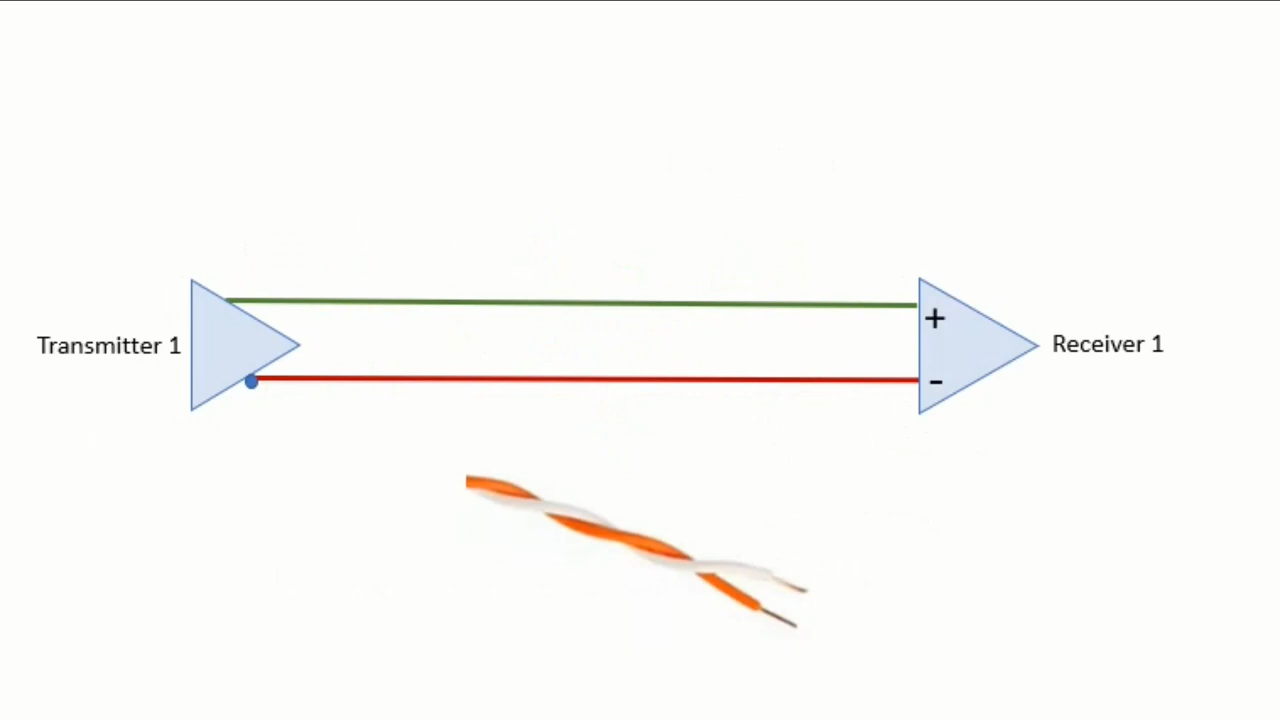 Transmitter 1
+
-
Receiver 1